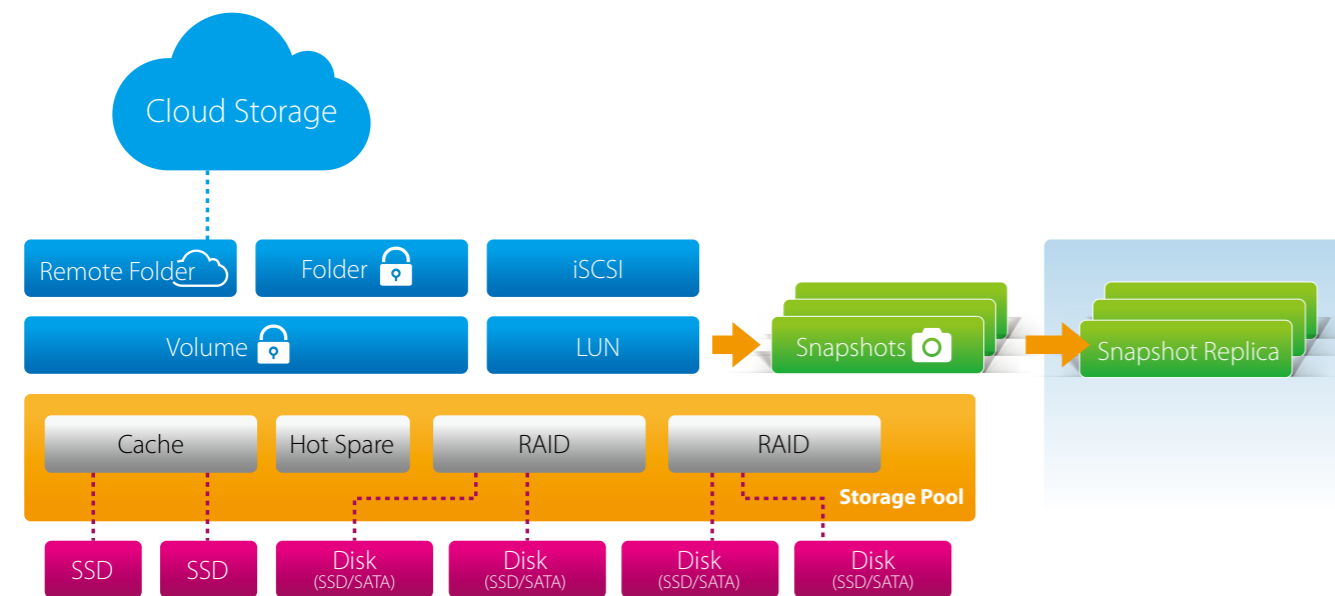 Cloud Storage
Remote Folder
Folder
iSCSI
Volume
LUN
Snapshots
Snapshot Replica
Cache
Hot Spare
RAID
RAID
Storage Pool
SSD
SSD
Disk
(SSD/SATA)
Disk
(SSD/SATA)
Disk
(SSD/SATA)
Disk
(SSD/SATA)